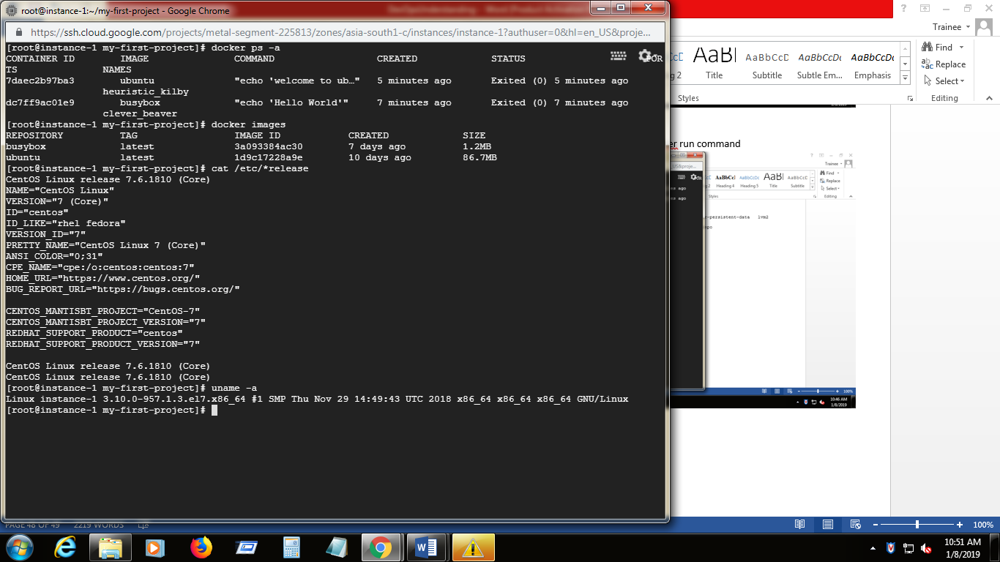 root@instance-1:~/my-first-project - Google Chrome
https://ssh.cloud.google.com/projects/metal-segment-225813/zones/asia-south1-c/instances/instance-1?authuser=0&hl=en_US&proje...
[root@instance-1 my-first-project]# docker ps -a
CONTAINER ID        IMAGE               COMMAND                  CREATED             STATUS                     POR
TS               NAMES
7daec2b97ba3        ubuntu              "echo 'welcome to ub…"   5 minutes ago       Exited (0) 5 minutes ago
                 heuristic_kilby
dc7ff9ac01e9        busybox             "echo 'Hello World'"     7 minutes ago       Exited (0) 7 minutes ago
                 clever_beaver
[root@instance-1 my-first-project]# docker images
REPOSITORY          TAG                 IMAGE ID            CREATED             SIZE
busybox             latest              3a093384ac30        7 days ago          1.2MB
ubuntu              latest              1d9c17228a9e        10 days ago         86.7MB
[root@instance-1 my-first-project]# cat /etc/*release
CentOS Linux release 7.6.1810 (Core)
NAME="CentOS Linux"
VERSION="7 (Core)"
ID="centos"
ID_LIKE="rhel fedora"
VERSION_ID="7"
PRETTY_NAME="CentOS Linux 7 (Core)"
ANSI_COLOR="0;31"
CPE_NAME="cpe:/o:centos:centos:7"
HOME_URL="https://www.centos.org/"
BUG_REPORT_URL="https://bugs.centos.org/"
CENTOS_MANTISBT_PROJECT="CentOS-7"
CENTOS_MANTISBT_PROJECT_VERSION="7"
REDHAT_SUPPORT_PRODUCT="centos"
REDHAT_SUPPORT_PRODUCT_VERSION="7"
CentOS Linux release 7.6.1810 (Core)
CentOS Linux release 7.6.1810 (Core)
[root@instance-1 my-first-project]# uname -a
Linux instance-1 3.10.0-957.1.3.el7.x86_64 #1 SMP Thu Nov 29 14:49:43 UTC 2018 x86_64 x86_64 x86_64 GNU/Linux
[root@instance-1 my-first-project]#
Trainee
AaBl AaBbCcD AaBbCcDc AaBbCcDc
Title Subtitle Subtle Em... Emphasis
Styles
Find
Replace
Select
Editing
run command
Trainee
AaBbCcl AaBbCcDc AaBl AaBbCcD
Heading 4 Heading 5 Title Subtitle
Styles
Find
Replace
Select
Editing
es ago
es ago
-persistent-data lvm2
100%
10:46 AM
1/8/2019
PAGE 48 OF 49 2219 WORDS
100%
10:51 AM
1/8/2019